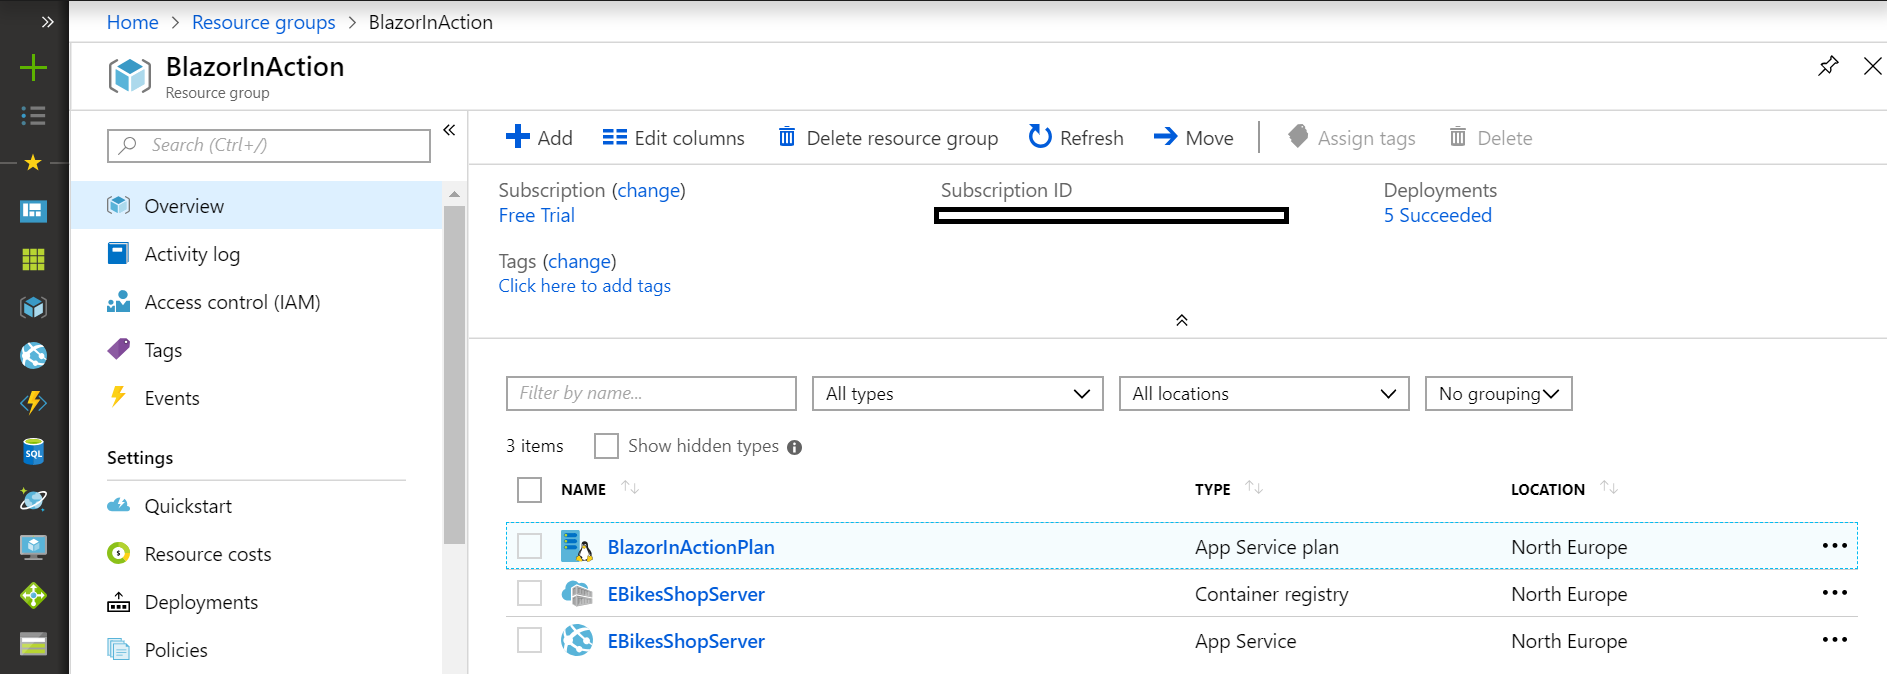 Home > Resource groups > BlazorInAction
BlazorInAction
Resource group
Search (Ctrl+/)
Overview
Activity log
Access control (IAM)
Tags
Events
Settings
Quickstart
Resource costs
Deployments
Policies
Add Edit columns Delete resource group Refresh Move Assign tags Delete
Subscription (change) Subscription ID Deployments
Free Trial 5 Succeeded
Tags (change)
Click here to add tags
Filter by name... All types All locations No grouping
3 items Show hidden types
NAME TYPE LOCATION
BlazorInActionPlan App Service plan North Europe
EBikesShopServer Container registry North Europe
EBikesShopServer App Service North Europe
SQL